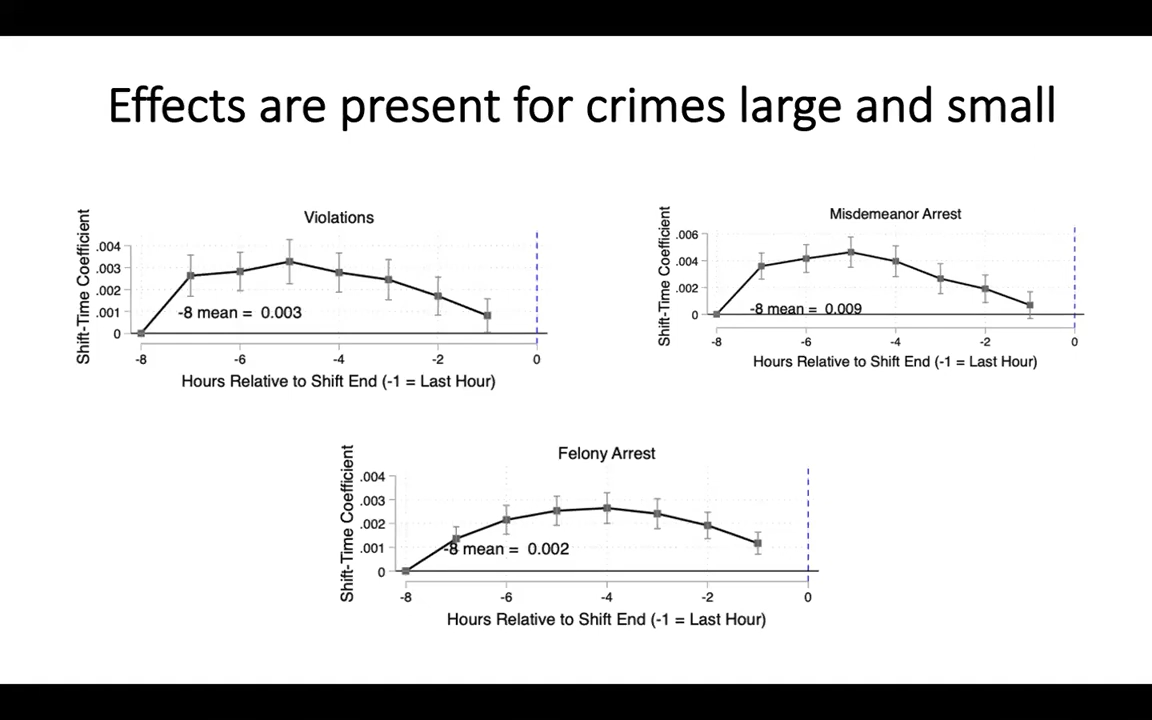 Effects are present for crimes large and small
Violations
Shift-Time Coefficient
.004
.003
.002
.001
0
-8 mean = 0.003
-8 -6 -4 -2 0
Hours Relative to Shift End (-1 = Last Hour)
Misdemeanor Arrest
Shift-Time Coefficient
.006
.004
.002
0
-8 mean = 0.009
-8 -6 -4 -2 0
Hours Relative to Shift End (-1 = Last Hour)
Felony Arrest
Shift-Time Coefficient
.004
.003
.002
.001
0
-8 mean = 0.002
-8 -6 -4 -2 0
Hours Relative to Shift End (-1 = Last Hour)